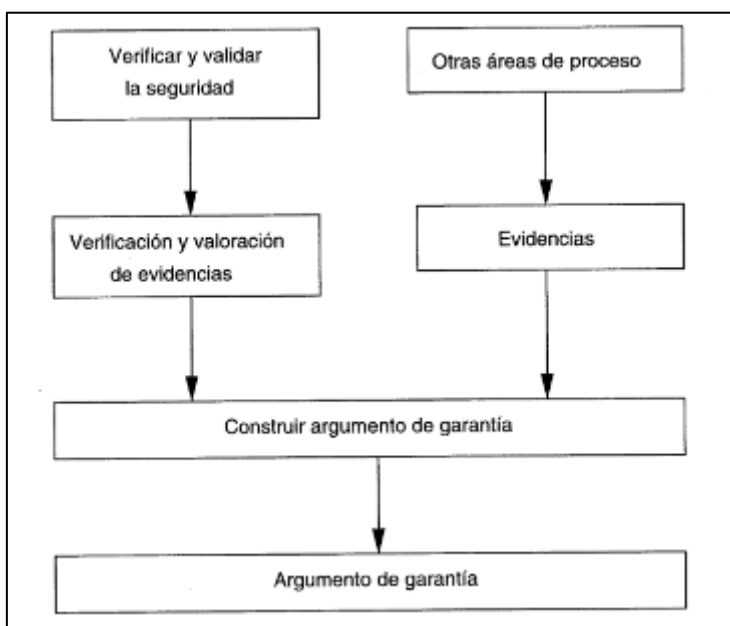 Verificar y validar
la seguridad
Otras áreas de proceso
Verificación y valoración
de evidencias
Evidencias
Construir argumento de garantía
Argumento de garantía